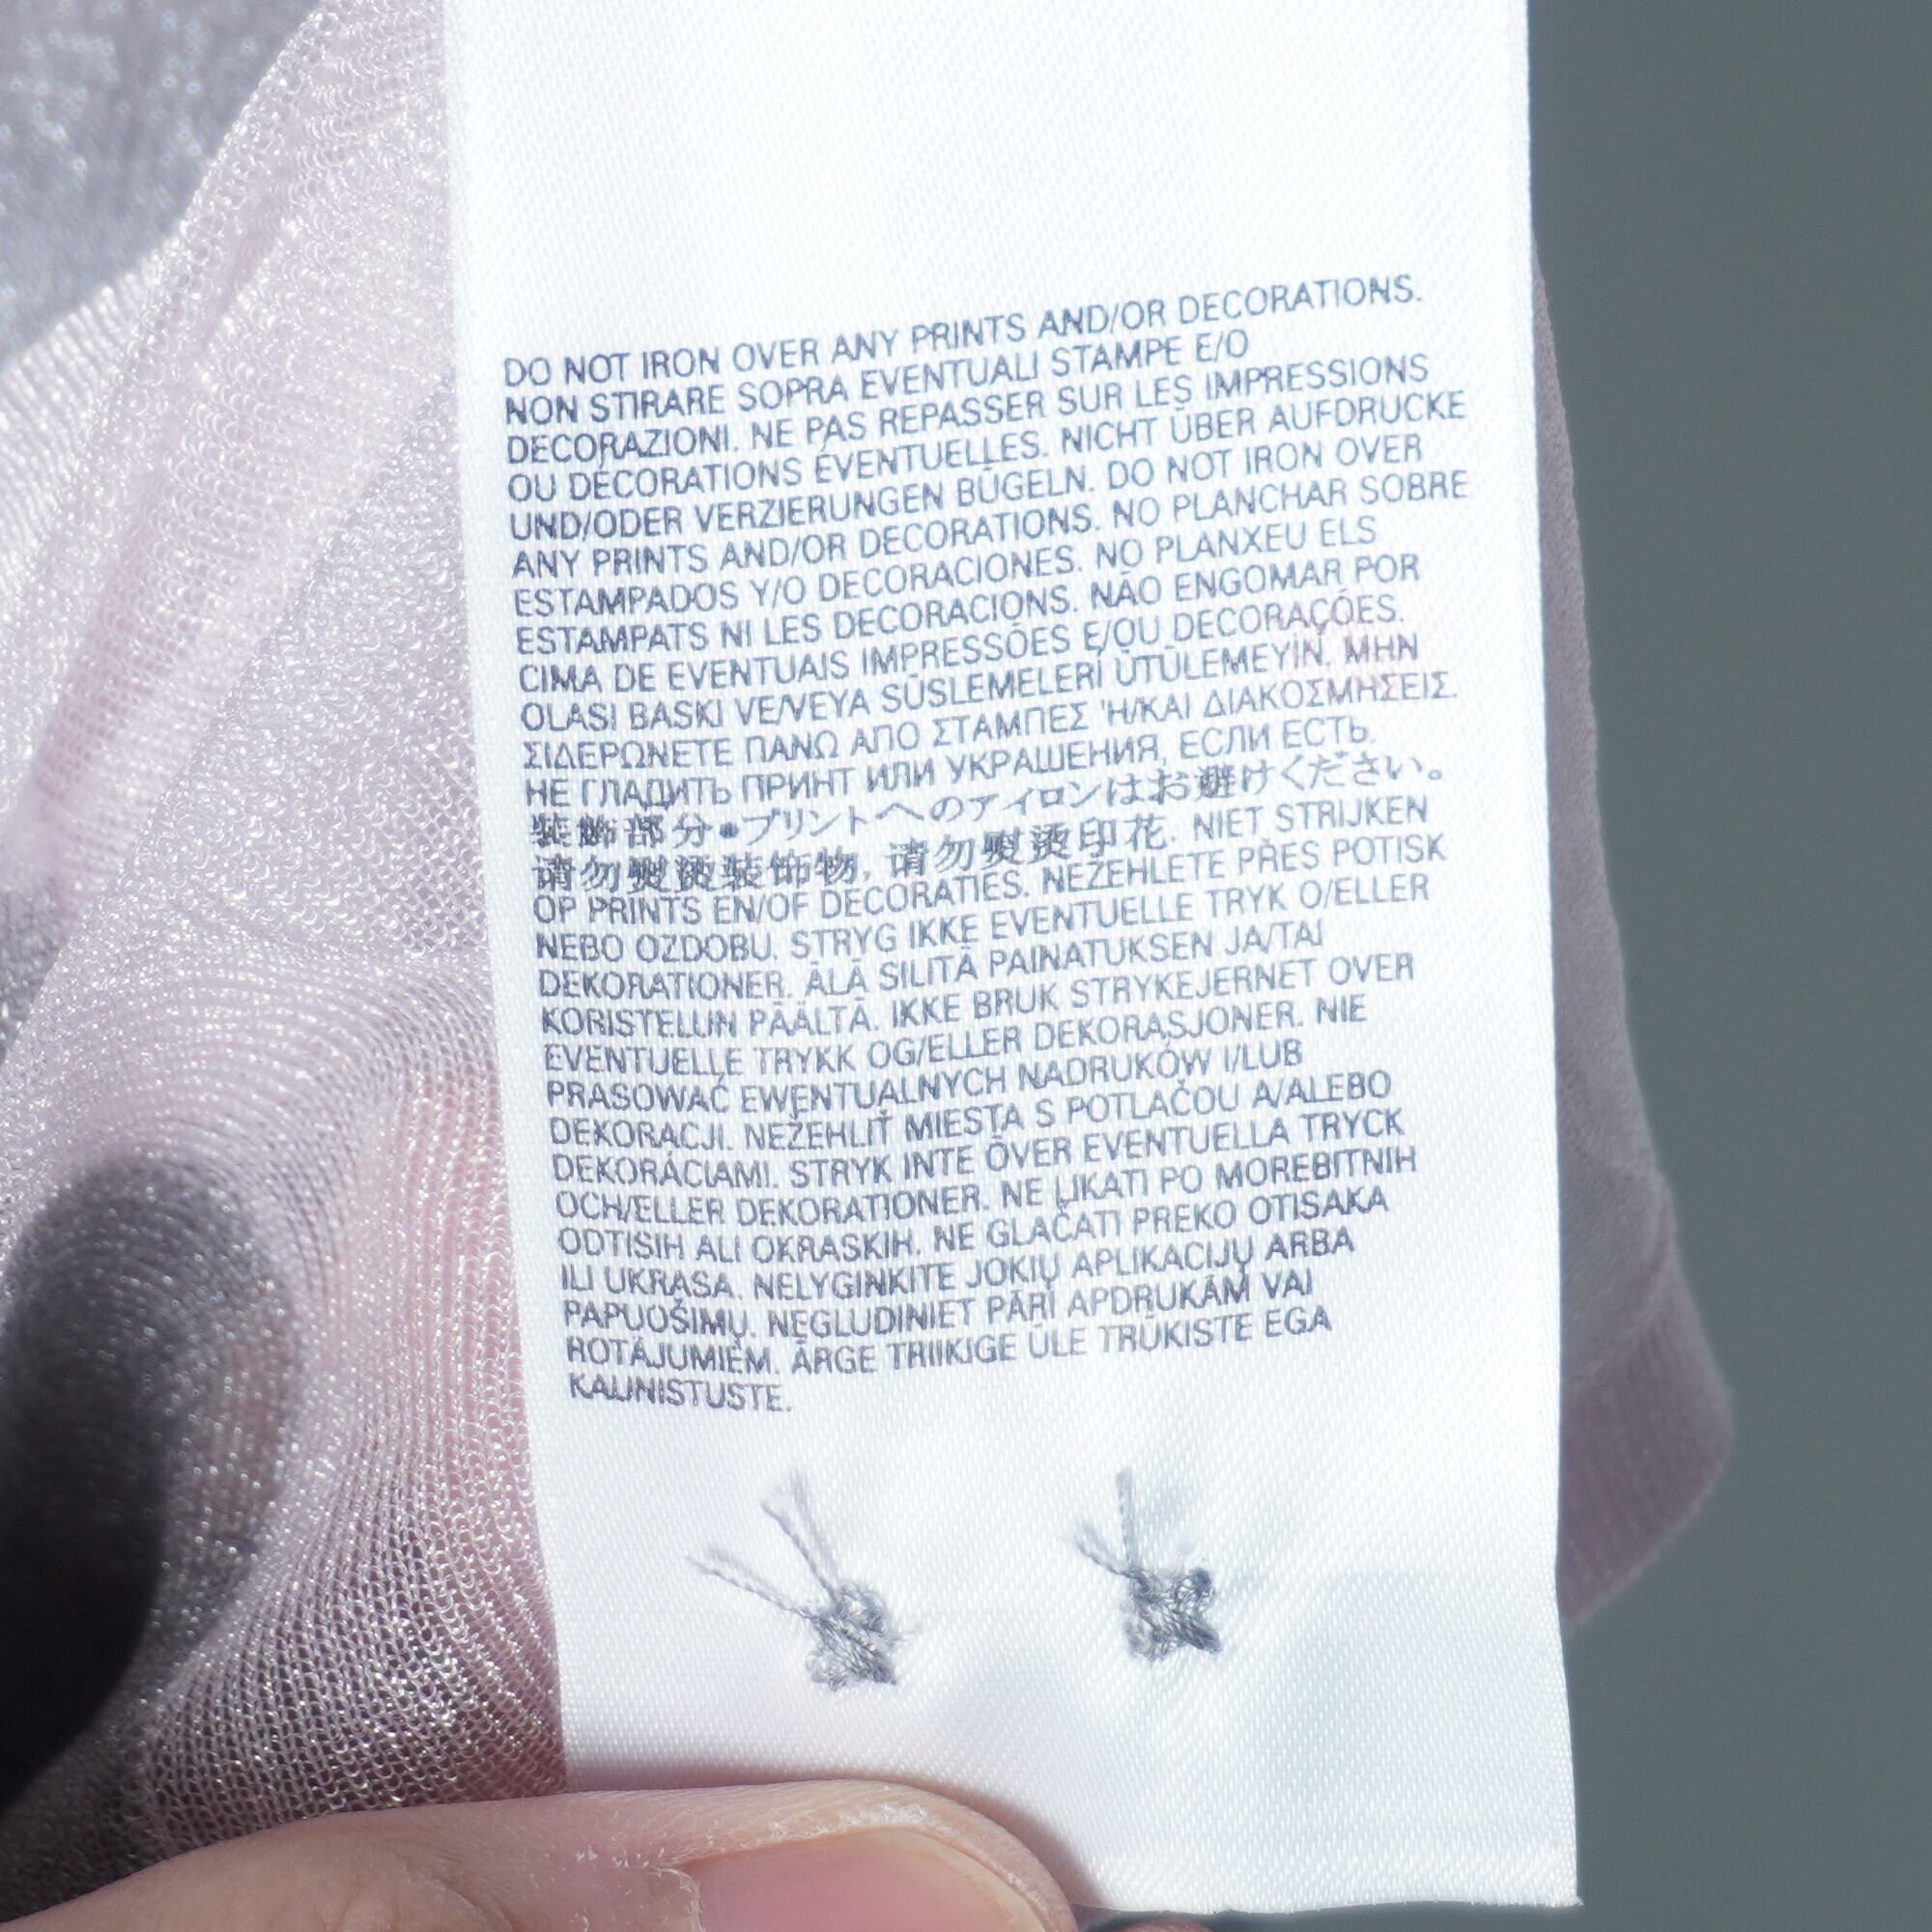 DO NOT IRON OVER ANY PRINTS AND/OR DECORATIONS.
NON STIRARE SOPRA EVENTUALI STAMPE E/O
DECORAZIONI. NE PAS REPASSER SUR LES IMPRESSIONS
OU DÉCORATIONS ÉVENTUELLES. NICHT ÜBER AUFDRUCKE
UND/ODER VERZIERUNGEN BÜGELN. DO NOT IRON OVER
ANY PRINTS AND/OR DECORATIONS. NO PLANCHAR SOBRE
ESTAMPADOS Y/O DECORACIONES. NO PLANXEU ELS
ESTAMPATS NI LES DECORACIONS. NÃO ENGOMAR POR
CIMA DE EVENTUAIS IMPRESSÕES E/OU DECORAÇÕES.
OLASI BASKI VE/VEYA SÜSLEMELERİ ÜTÜLEMEYİN. ΜΗΝ
ΣΙΔΕΡΩΝΕΤΕ ΠΑΝΩ ΑΠΟ ΣΤΑΜΠΕΣ 'Η/ΚΑΙ ΔΙΑΚΟΣΜΗΣΕΙΣ.
НЕ ГЛАДИТЬ ПРИНТ ИЛИ УКРАШЕНИЯ, ЕСЛИ ЕСТЬ.
装飾部分•プリントへのアイロンはお避けください。
请勿熨烫装饰物, 请勿熨烫印花. NIET STRIJKEN
OP PRINTS EN/OF DECORATIES. NEŽEHLETE PŘES POTISK
NEBO OZDOBU. STRYG IKKE EVENTUELLE TRYK O/ELLER
DEKORATIONER. ÄLÄ SILITÄ PAINATUKSEN JA/TAI
KORISTELUN PÄÄLTÄ. IKKE BRUK STRYKEJERNET OVER
EVENTUELLE TRYKK OG/ELLER DEKORASJONER. NIE
PRASOWAĆ EWENTUALNYCH NADRUKÓW I/LUB
DEKORACJI. NEŽEHLIŤ MIESTA S POTLAČOU A/ALEBO
DEKORÁCIAMI. STRYK INTE ÖVER EVENTUELLA TRYCK
OCH/ELLER DEKORATIONER. NE LIKATI PO MOREBITNIH
ODTISIH ALI OKRASKIH. NE GLAČATI PREKO OTISAKA
ILI UKRASA. NELYGINKITE JOKIŲ APLIKACIJŲ ARBA
PAPUOŠIMŲ. NEGLUDINIET PĀRI APDRUKĀM VAI
ROTĀJUMIEM. ÄRGE TRIIKIGE ÜLE TRÜKISTE EGA
KAUNISTUSTE.